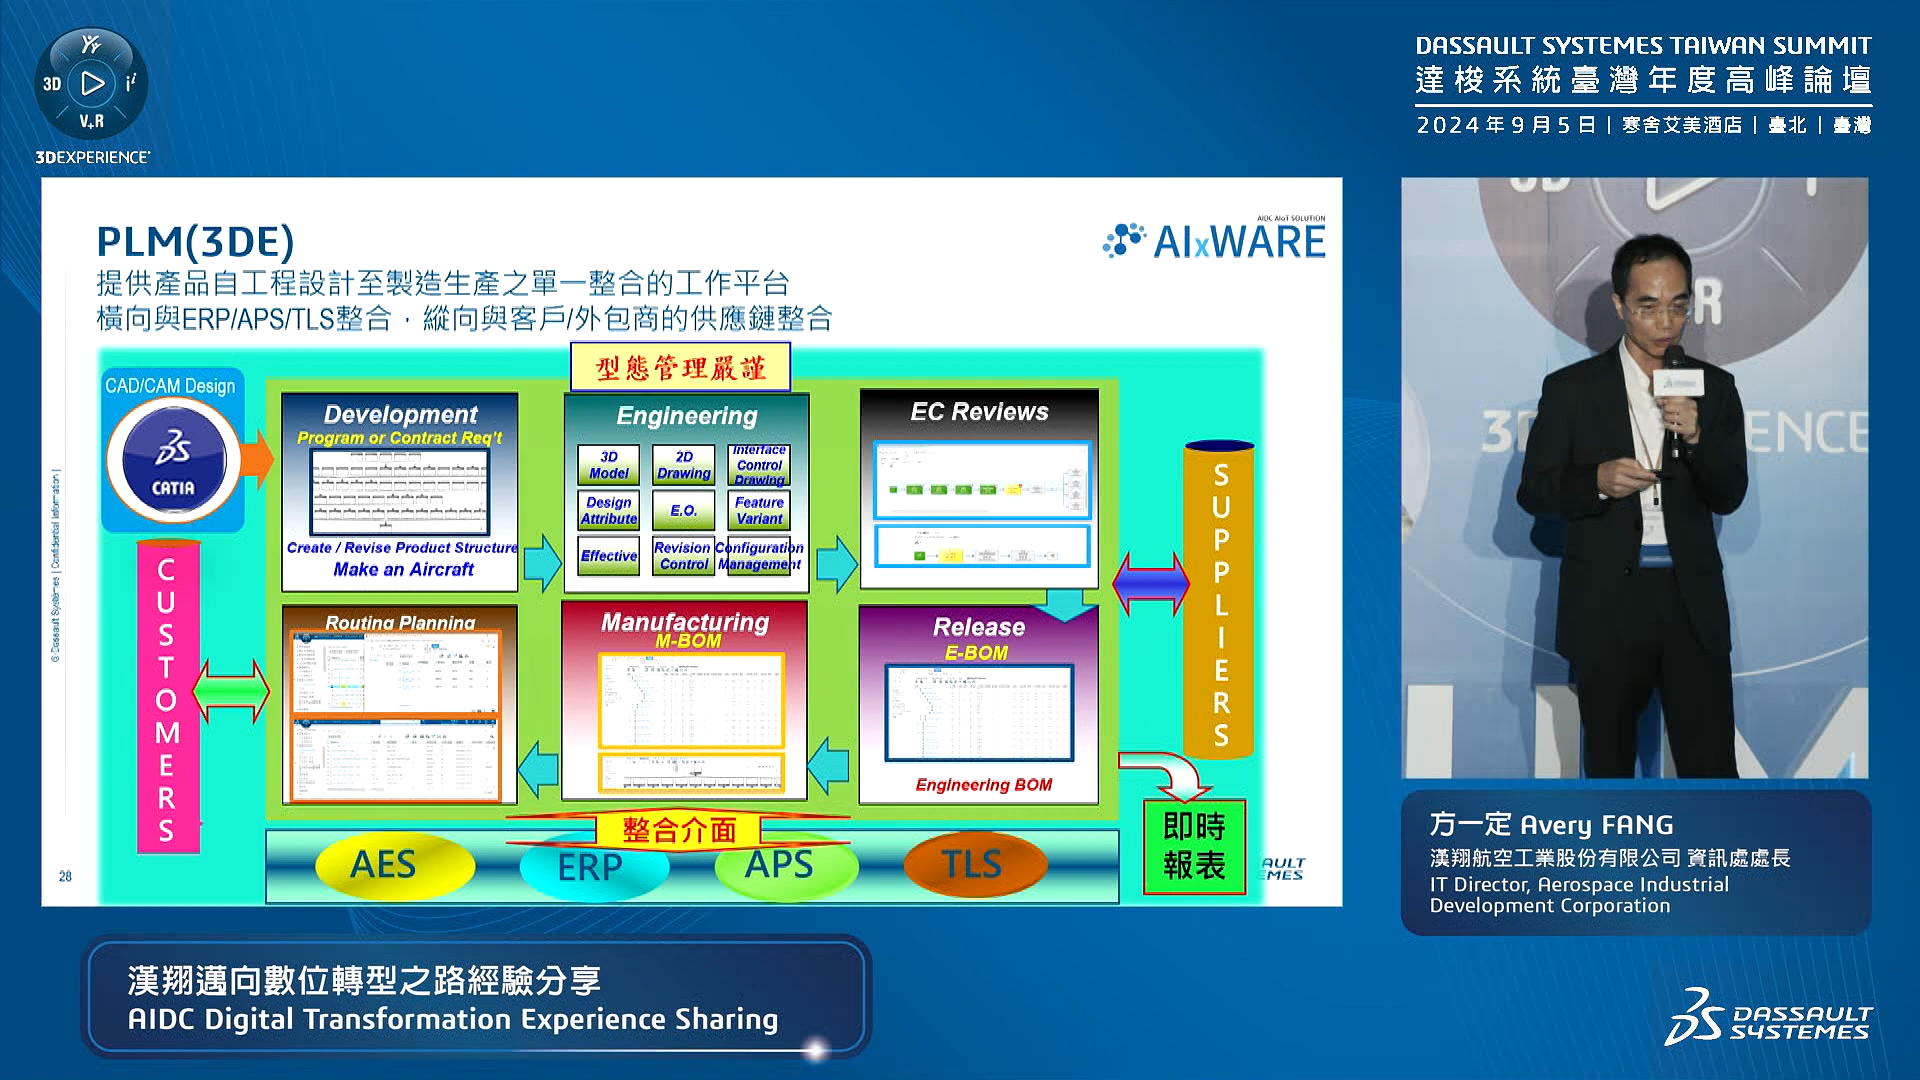 3D
V+R
3DEXPERIENCE
DASSAULT SYSTEMES TAIWAN SUMMIT
達梭系統臺灣年度高峰論壇
2024年9月5日 | 寒舍艾美酒店 | 臺北 | 臺灣
PLM(3DE)
AIDC AIoT SOLUTION
AIxWARE
提供產品自工程設計至製造生產之單一整合的工作平台
橫向與ERP/APS/TLS整合，縱向與客戶/外包商的供應鏈整合
型態管理嚴謹
CAD/CAM Design
CATIA
Development
Program or Contract Req't
Create / Revise Product Structure
Make an Aircraft
Engineering
3D Model
2D Drawing
Interface Control Drawing
Design Attribute
E.O.
Feature Variant
Effective
Revision Control
Configuration Management
EC Reviews
CUSTOMERS
SUPPLIERS
Routing Planning
Manufacturing
M-BOM
Release
E-BOM
Engineering BOM
整合介面
AES
ERP
APS
TLS
即時
報表
AULT
EMES
© Dassault Systèmes | Confidential Information |
28
3D
V+R
ENCE
方一定 Avery FANG
漢翔航空工業股份有限公司 資訊處處長
IT Director, Aerospace Industrial
Development Corporation
漢翔邁向數位轉型之路經驗分享
AIDC Digital Transformation Experience Sharing
DASSAULT
SYSTEMES